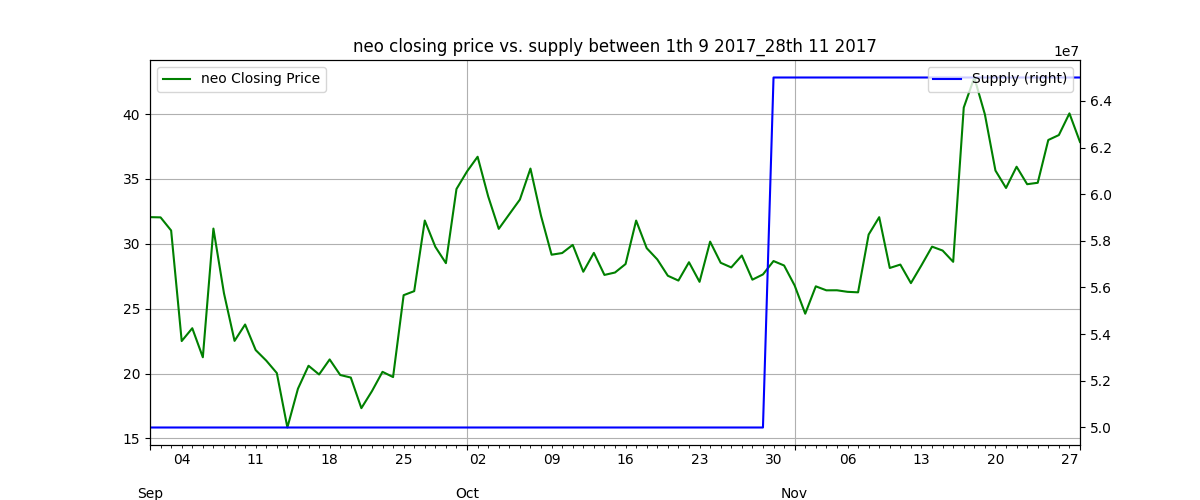 neo closing price vs. supply between 1th 9 2017_28th 11 2017
1e7
neo Closing Price
Supply (right)
40
35
30
25
20
15
6.4
6.2
6.0
5.8
5.6
5.4
5.2
5.0
04 11 18 25 02 09 16 23 30 06 13 20 27
Sep Oct Nov